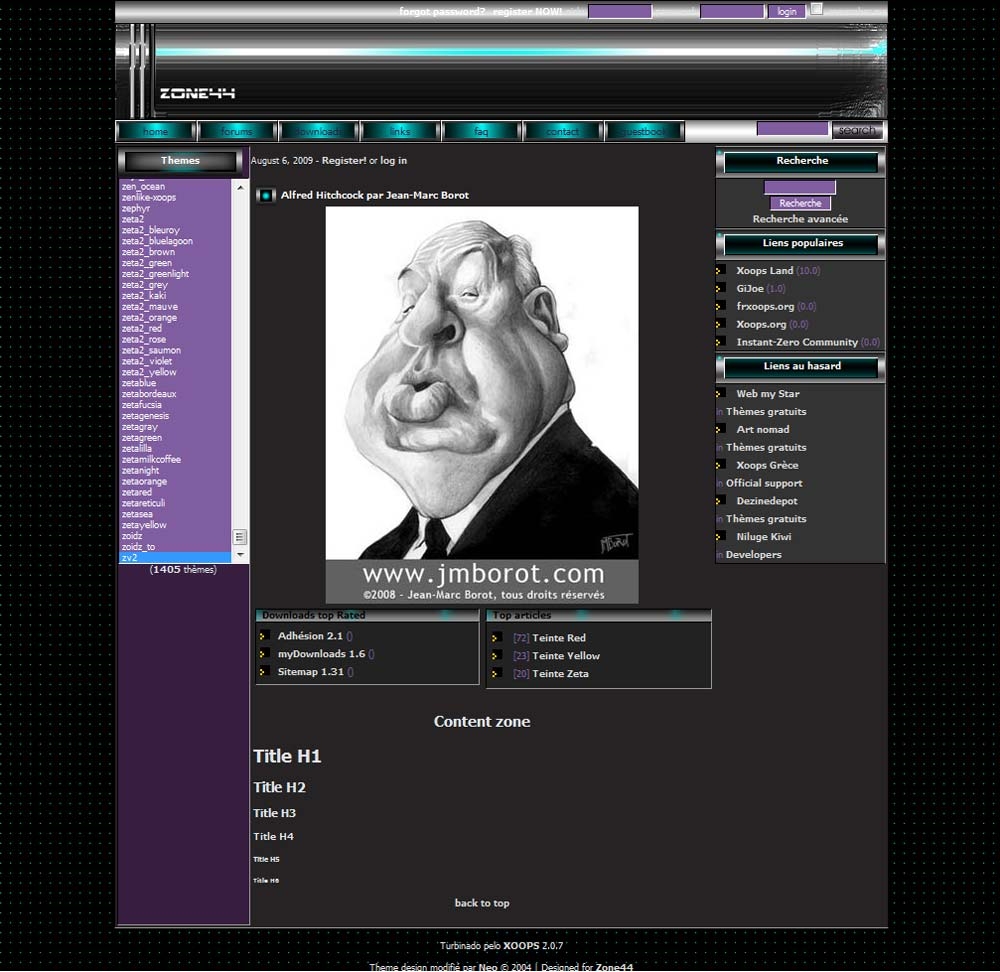 forgot password? register NOW!
login
ZONE44
home forums downloads links faq contact guestbook search
Themes
zen_ocean
zenlike-xoops
zephyr
zeta2
zeta2_bleuroy
zeta2_bluelagoon
zeta2_brown
zeta2_green
zeta2_greenlight
zeta2_grey
zeta2_kaki
zeta2_mauve
zeta2_orange
zeta2_red
zeta2_rose
zeta2_saumon
zeta2_violet
zeta2_yellow
zetablue
zetabordeaux
zetafucsia
zetagenesis
zetagray
zetagreen
zetalilla
zetamilkcoffee
zetanight
zetaorange
zetared
zetareticuli
zetasea
zetayellow
zoidz
zoidz_to
zv2
(1405 thèmes)
August 6, 2009 - Register! or log in
Alfred Hitchcock par Jean-Marc Borot
www.jmborot.com
©2008 - Jean-Marc Borot, tous droits réservés
Downloads top Rated
Adhésion 2.1 ()
myDownloads 1.6 ()
Sitemap 1.31 ()
Top articles
[72] Teinte Red
[23] Teinte Yellow
[20] Teinte Zeta
Content zone
Title H1
Title H2
Title H3
Title H4
Title H5
Title H6
back to top
Recherche
Recherche
Recherche avancée
Liens populaires
Xoops Land (10.0)
GiJoe (1.0)
frxoops.org (0.0)
Xoops.org (0.0)
Instant-Zero Community (0.0)
Liens au hasard
Web my Star
in Thèmes gratuits
Art nomad
in Thèmes gratuits
Xoops Grèce
in Official support
Dezinedepot
in Thèmes gratuits
Niluge Kiwi
in Developers
Turbinado pelo XOOPS 2.0.7
Theme design modifié par Neo © 2004 | Designed for Zone44